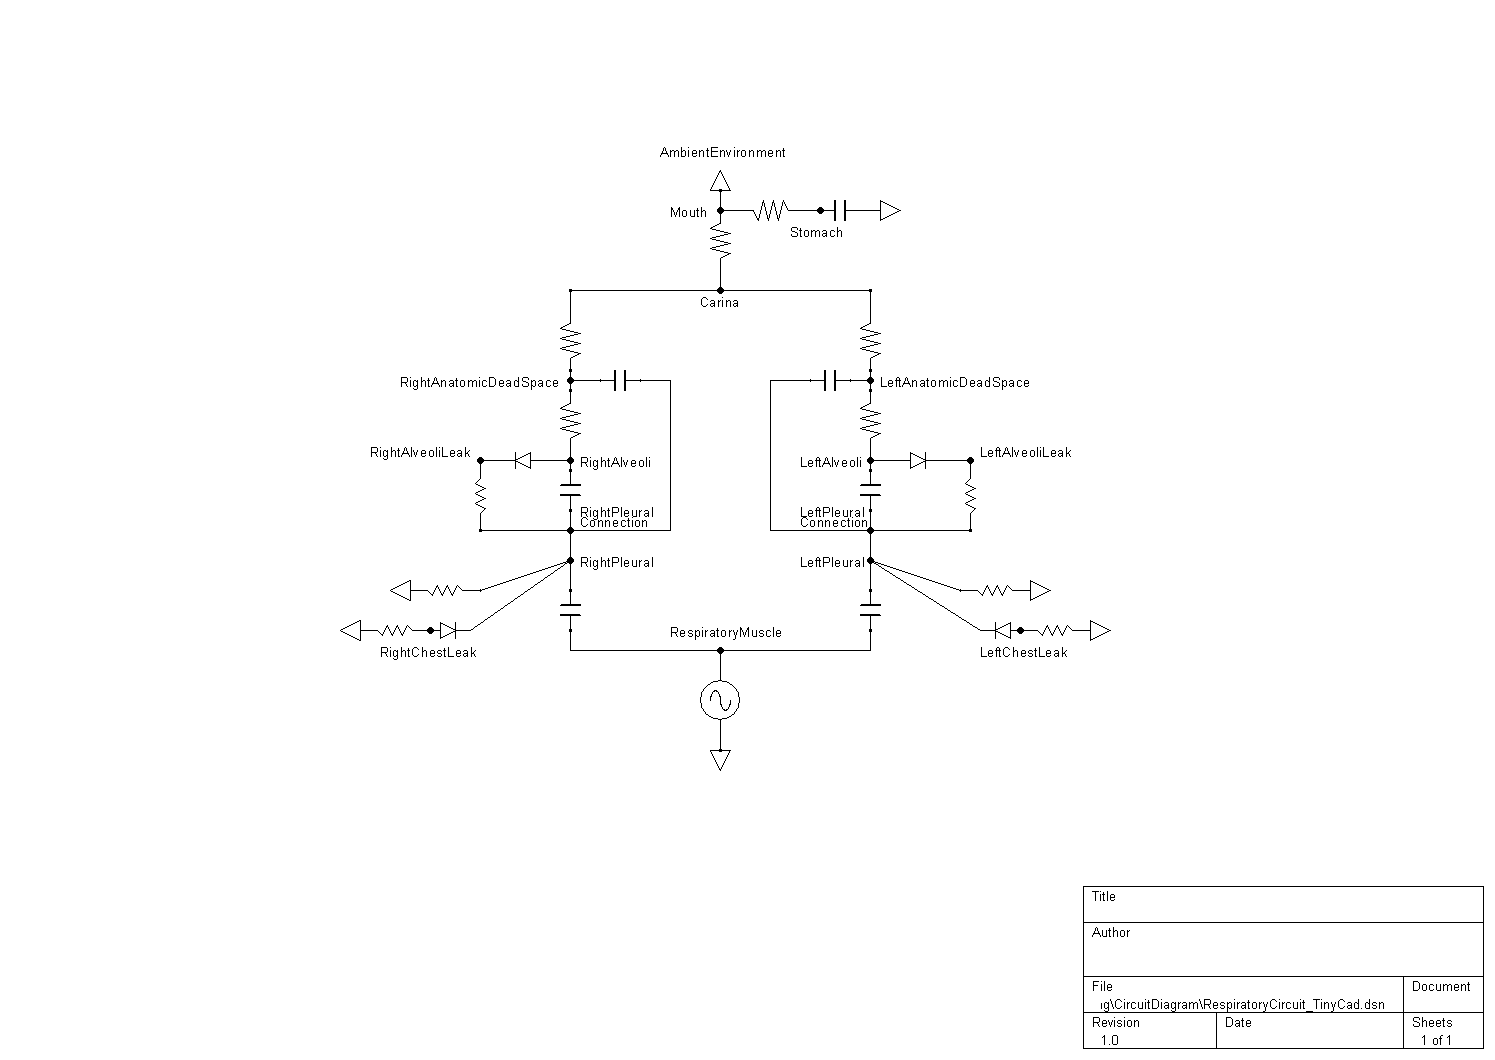 AmbientEnvironment
Mouth
Stomach
Carina
RightAnatomicDeadSpace
LeftAnatomicDeadSpace
RightAlveoliLeak
RightAlveoli
LeftAlveoli
LeftAlveoliLeak
RightPleural
Connection
LeftPleural
Connection
RightPleural
LeftPleural
RespiratoryMuscle
RightChestLeak
LeftChestLeak
Title
Author
File
ig\CircuitDiagram\RespiratoryCircuit_TinyCad.dsn
Document
Revision
1.0
Date
Sheets
1 of 1